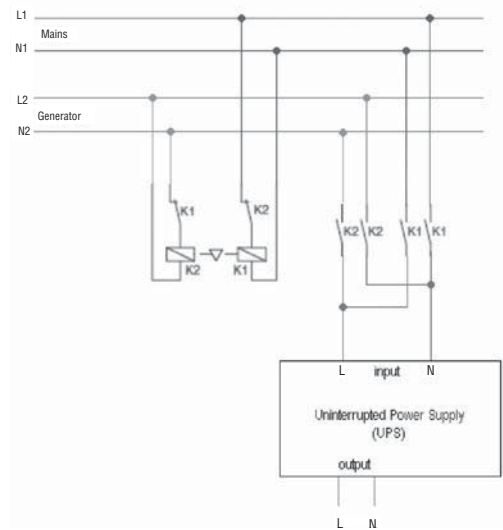 L1
Mains
N1
L2
Generator
N2
K1
K2
K2
K2
K1
K1
K2
K1
L input N
Uninterrupted Power Supply
(UPS)
output
L N